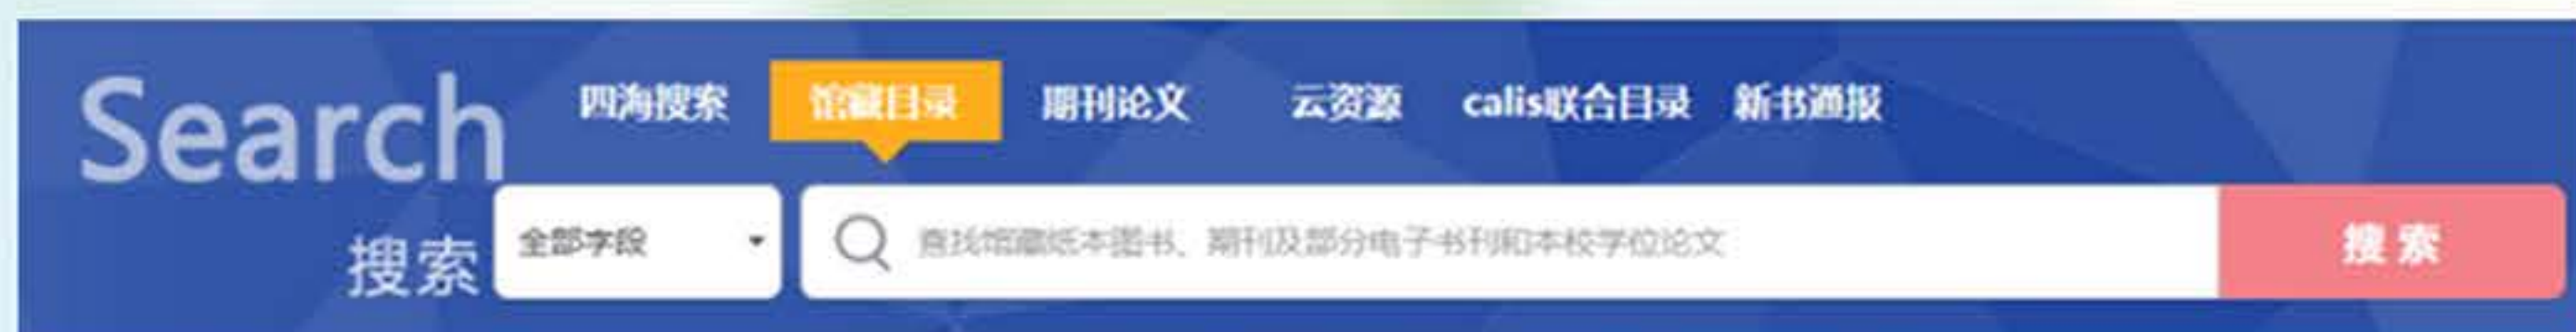 Search 四海搜索 馆藏目录 期刊论文 云资源 calis联合目录 新书通报
搜索 全部字段 查找馆藏纸本图书、期刊及部分电子书刊和本校学位论文 搜 索